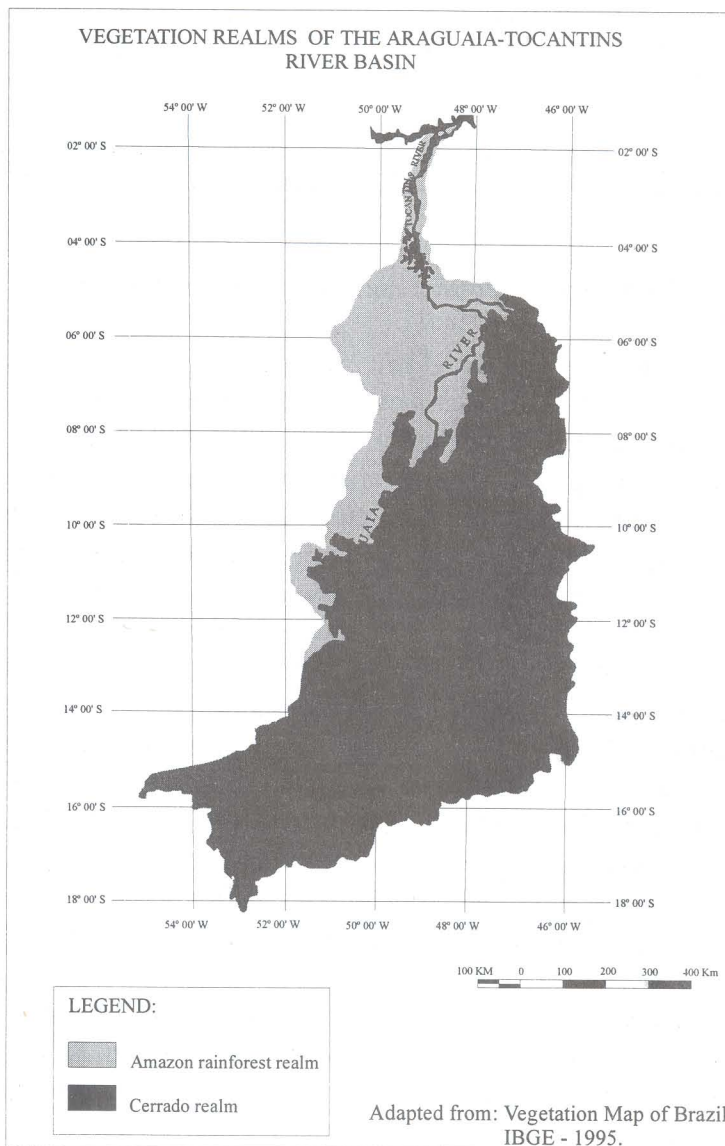 VEGETATION REALMS OF THE ARAGUAIA-TOCANTINS
RIVER BASIN
54° 00' W
52° 00' W
50° 00' W
48° 00' W
46° 00' W
02° 00' S
02° 00' S
TOCANTINS RIVER
04° 00' S
04° 00' S
06° 00' S
06° 00' S
RIVER
08° 00' S
08° 00' S
10° 00' S
10° 00' S
UAIA
12° 00' S
12° 00' S
14° 00' S
14° 00' S
16° 00' S
16° 00' S
18° 00' S
18° 00' S
54° 00' W
52° 00' W
50° 00' W
48° 00' W
46° 00' W
100 KM 0 100 200 300 400 Km
LEGEND:
Amazon rainforest realm
Cerrado realm
Adapted from: Vegetation Map of Brazil
IBGE - 1995.